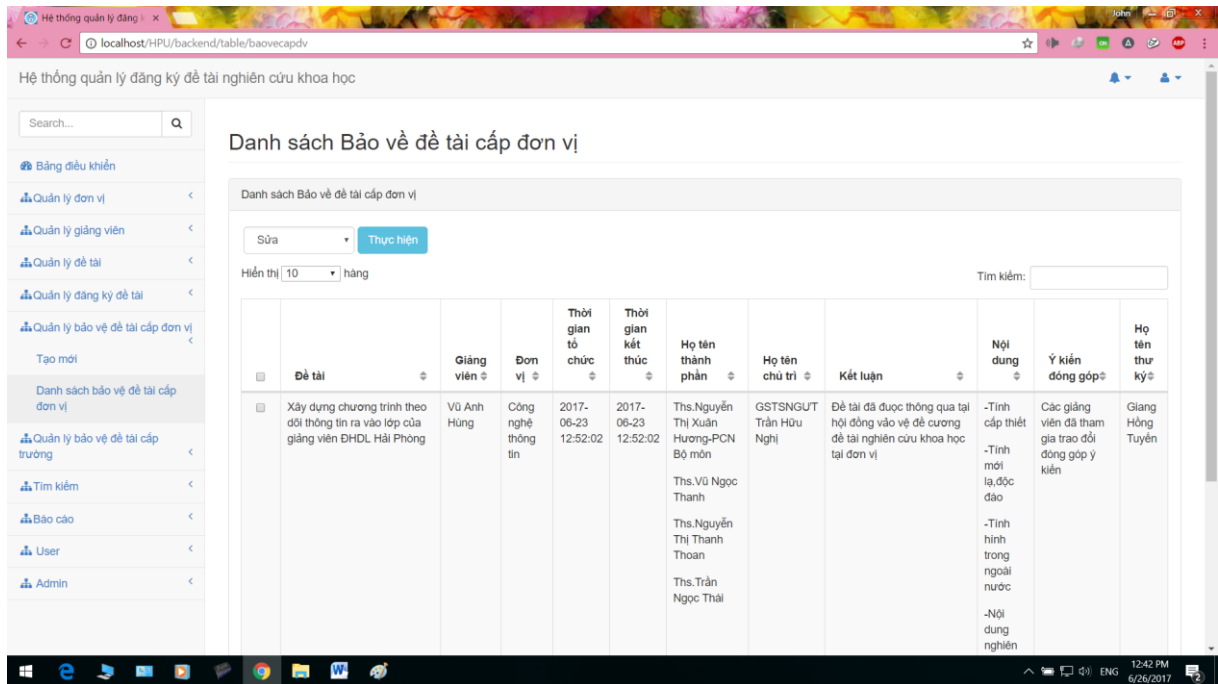 Hệ thống quản lý đăng k
John
localhost/HPU/backend/table/baovecapdv
Hệ thống quản lý đăng ký đề tài nghiên cứu khoa học
Search...
Bảng điều khiển
Quản lý đơn vị
Quản lý giảng viên
Quản lý đề tài
Quản lý đăng ký đề tài
Quản lý bảo vệ đề tài cấp đơn vị
Tạo mới
Danh sách bảo vệ đề tài cấp
đơn vị
Quản lý bảo vệ đề tài cấp
trường
Tìm kiếm
Báo cáo
User
Admin
Danh sách Bảo về đề tài cấp đơn vị
Danh sách Bảo về đề tài cấp đơn vị
Sửa
Thực hiện
Hiển thị 10 hàng
Tìm kiếm:
Đề tài
Giảng
viên
Đơn
vị
Thời
gian
tổ
chức
Thời
gian
kết
thúc
Họ tên
thành
phần
Họ tên
chủ trì
Kết luận
Nội
dung
Ý kiến
đóng góp
Họ
tên
thư
ký
Xây dựng chương trình theo
dõi thông tin ra vào lớp của
giảng viên ĐHDL Hải Phòng
Vũ Anh
Hùng
Công
nghệ
thông
tin
2017-
06-23
12:52:02
2017-
06-23
12:52:02
Ths.Nguyễn
Thị Xuân
Hương-PCN
Bộ môn
Ths.Vũ Ngọc
Thanh
Ths.Nguyễn
Thị Thanh
Thoan
Ths.Trần
Ngọc Thái
GSTSNGƯT
Trần Hữu
Nghị
Đề tài đã được thông qua tại
hội đồng vảo vệ đề cương
đề tài nghiên cứu khoa học
tại đơn vị
-Tính
cấp thiết
-Tính
mới
lạ,độc
đáo
-Tình
hình
trong
ngoài
nước
-Nội
dung
nghiên
Các giảng
viên đã tham
gia trao đổi
đóng góp ý
kiến
Giang
Hồng
Tuyến
ENG
12:42 PM
6/26/2017